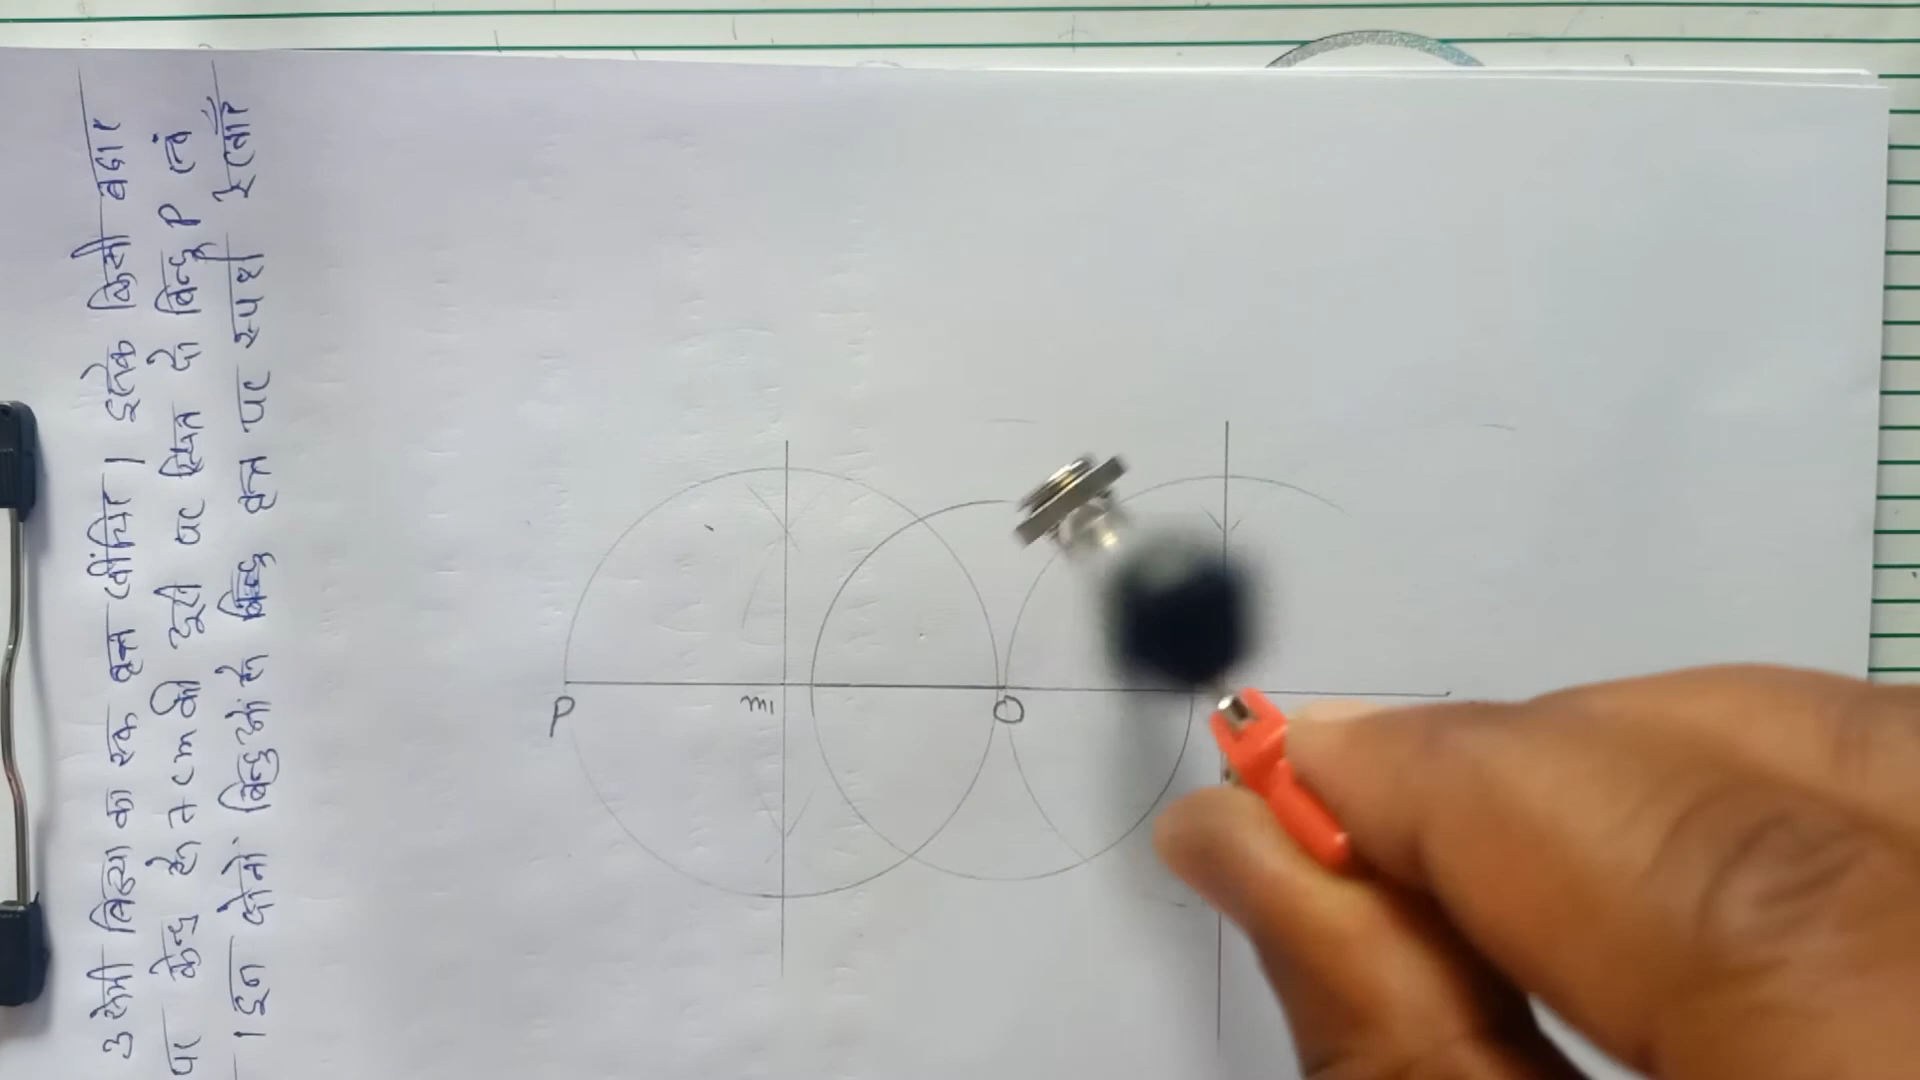 3 सेमी त्रिज्या का एक वृत्त खींचिए । इसके किसी बढ़ाए
पर केन्द्र से 7 cm की दूरी पर स्थित दो बिन्दु P एवं
। इन दोनों बिन्दुओं से बिन्दु वृत्त पर स्पर्श रेखाएँ
P m1 O